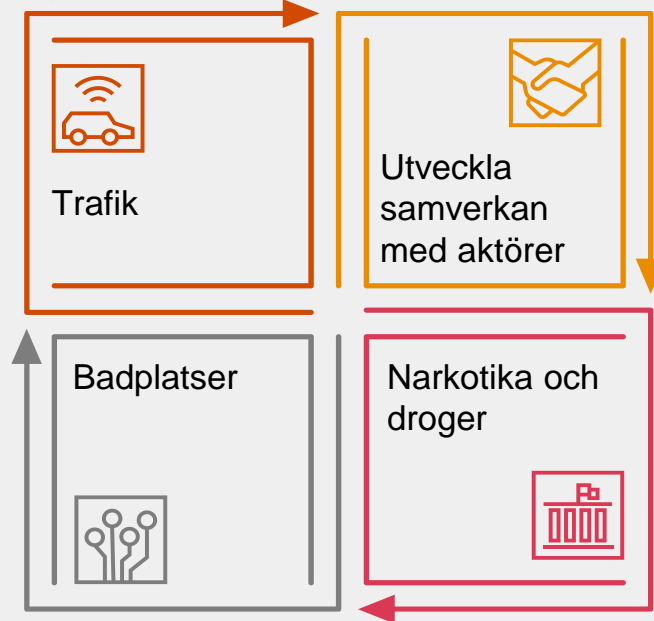 Trafik
Utveckla
samverkan
med aktörer
Badplatser
Narkotika och
droger